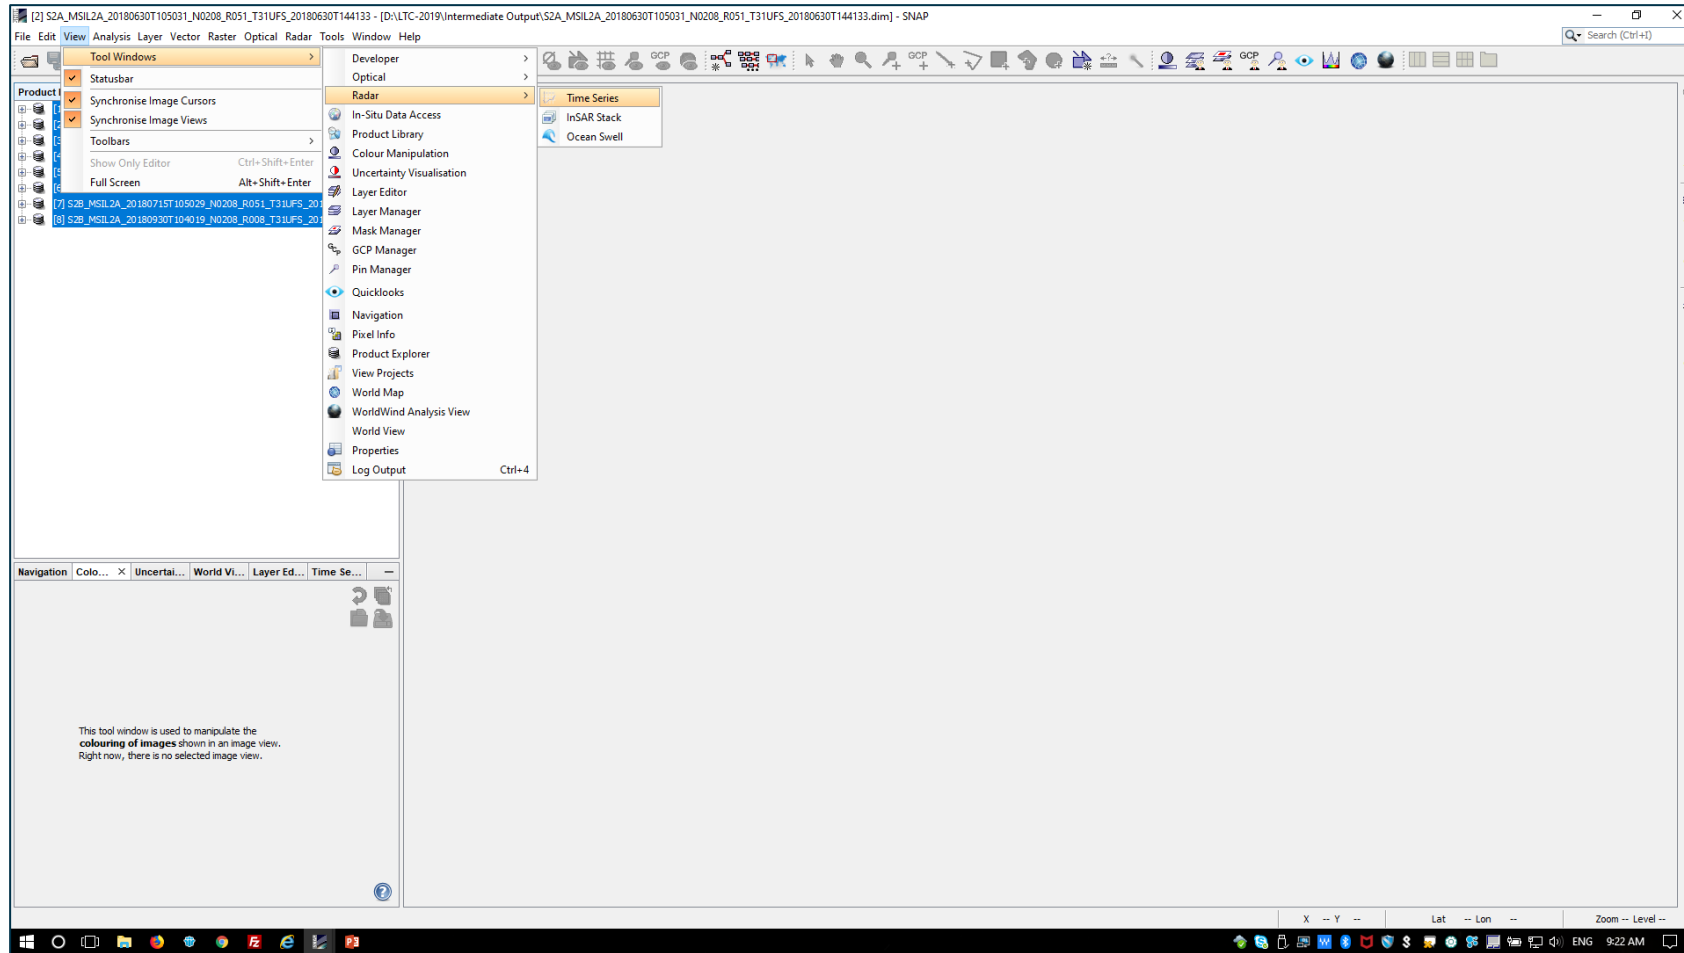 [2] S2A_MSIL2A_20180630T105031_N0208_R051_T31UFS_20180630T144133 - [D:\LTC-2019\Intermediate Output\S2A_MSIL2A_20180630T105031_N0208_R051_T31UFS_20180630T144133.dim] - SNAP
File Edit View Analysis Layer Vector Raster Optical Radar Tools Window Help
Search (Ctrl+I)
Tool Windows
Statusbar
Synchronise Image Cursors
Synchronise Image Views
Toolbars
Show Only Editor Ctrl+Shift+Enter
Full Screen Alt+Shift+Enter
Developer
Optical
Radar
In-Situ Data Access
Product Library
Colour Manipulation
Uncertainty Visualisation
Layer Editor
Layer Manager
Mask Manager
GCP Manager
Pin Manager
Quicklooks
Navigation
Pixel Info
Product Explorer
View Projects
World Map
WorldWind Analysis View
World View
Properties
Log Output Ctrl+4
Time Series
InSAR Stack
Ocean Swell
GCP
GCP
GCP
Product
[7] S2B_MSIL2A_20180715T105029_N0208_R051_T31UFS_201
[8] S2B_MSIL2A_20180930T104019_N0208_R008_T31UFS_201
Navigation Colo... Uncertai... World Vi... Layer Ed... Time Se...
This tool window is used to manipulate the
colouring of images shown in an image view.
Right now, there is no selected image view.
X -- Y -- Lat -- Lon -- Zoom -- Level --
ENG 9:22 AM